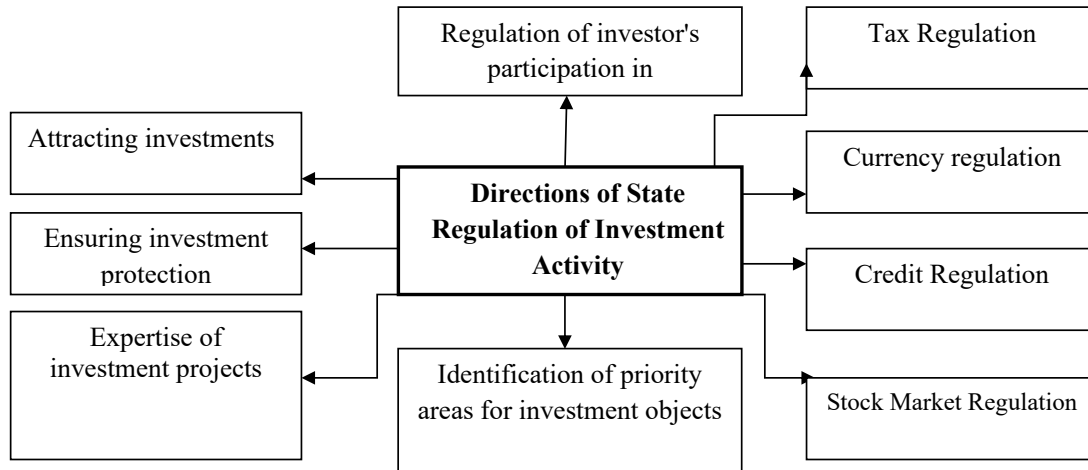 Regulation of investor's
participation in
Tax Regulation
Attracting investments
Currency regulation
Directions of State
Regulation of Investment
Activity
Ensuring investment
protection
Credit Regulation
Expertise of
investment projects
Identification of priority
areas for investment objects
Stock Market Regulation